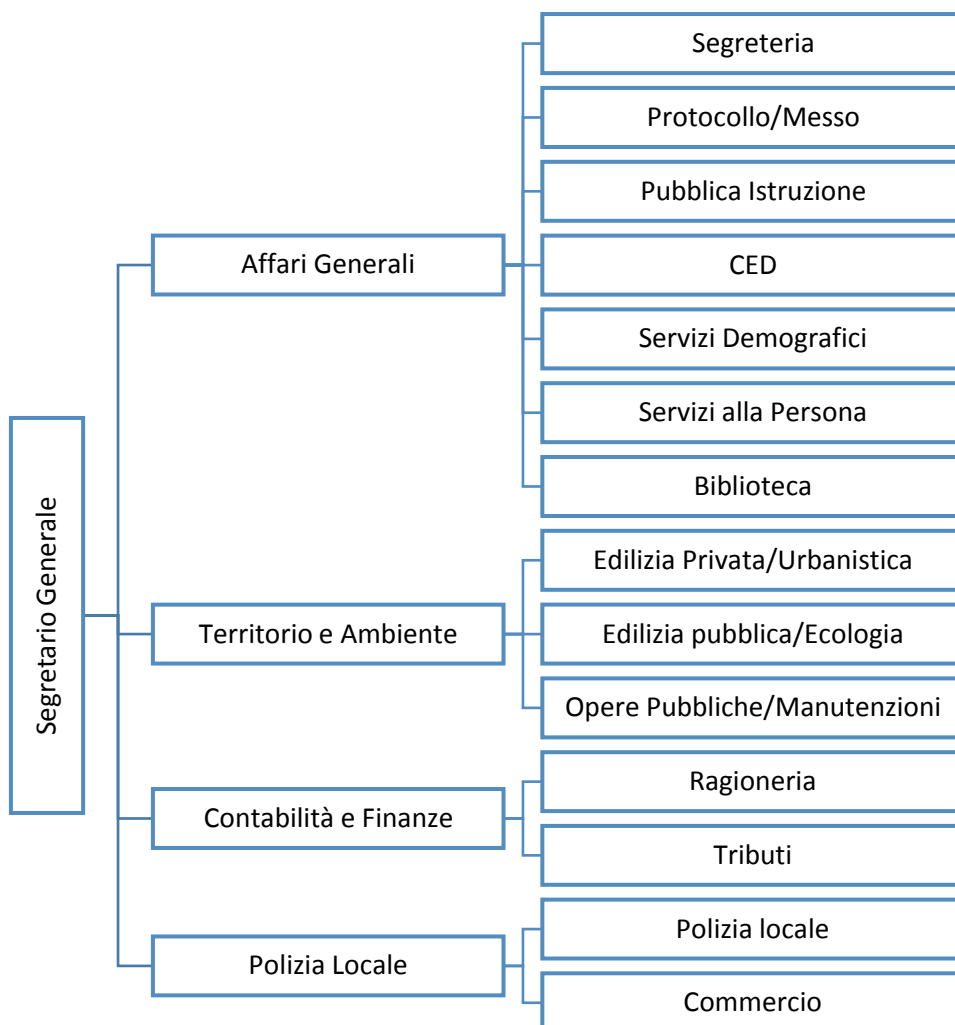 Segretario Generale
Affari Generali
Segreteria
Protocollo/Messo
Pubblica Istruzione
CED
Servizi Demografici
Servizi alla Persona
Biblioteca
Territorio e Ambiente
Edilizia Privata/Urbanistica
Edilizia pubblica/Ecologia
Opere Pubbliche/Manutenzioni
Contabilità e Finanze
Ragioneria
Tributi
Polizia Locale
Polizia locale
Commercio